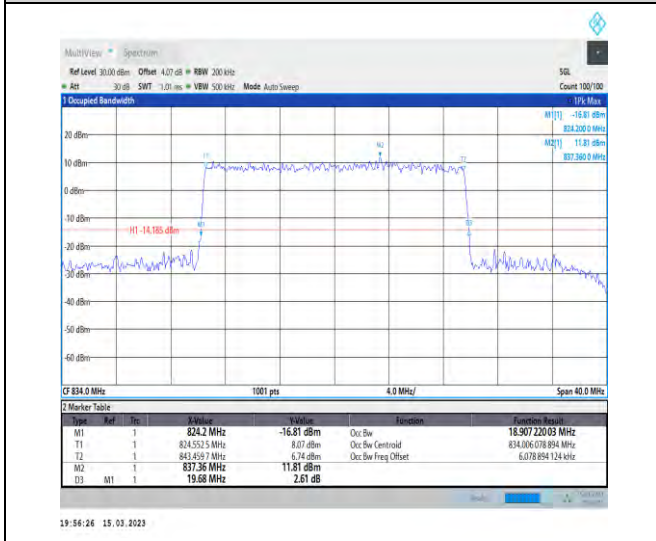 MultiView Spectrum
Ref Level 30.00 dBm Offset 4.07 dB RBW 200 kHz SGL
Att 30 dB SWT 1.01 ms VBW 500 kHz Mode Auto Sweep Count 100/100
1 Occupied Bandwidth 1Pk Max
M1[1] -16.81 dBm
824.200 0 MHz
M2[1] 11.81 dBm
837.360 0 MHz
20 dBm
M2
T1 T2
10 dBm
0 dBm
-10 dBm
M1 D3
H1 -14.185 dBm
-20 dBm
-30 dBm
-40 dBm
-50 dBm
-60 dBm
CF 834.0 MHz 1001 pts 4.0 MHz/ Span 40.0 MHz
2 Marker Table
Type Ref Trc X-Value Y-Value Function Function Result
M1 1 824.2 MHz -16.81 dBm Occ Bw 18.907 220 03 MHz
T1 1 824.552 5 MHz 8.07 dBm Occ Bw Centroid 834.006 078 894 MHz
T2 1 843.459 7 MHz 6.74 dBm Occ Bw Freq Offset 6.078 894 124 kHz
M2 1 837.36 MHz 11.81 dBm
D3 M1 1 19.68 MHz 2.61 dB
19:56:26 15.03.2023